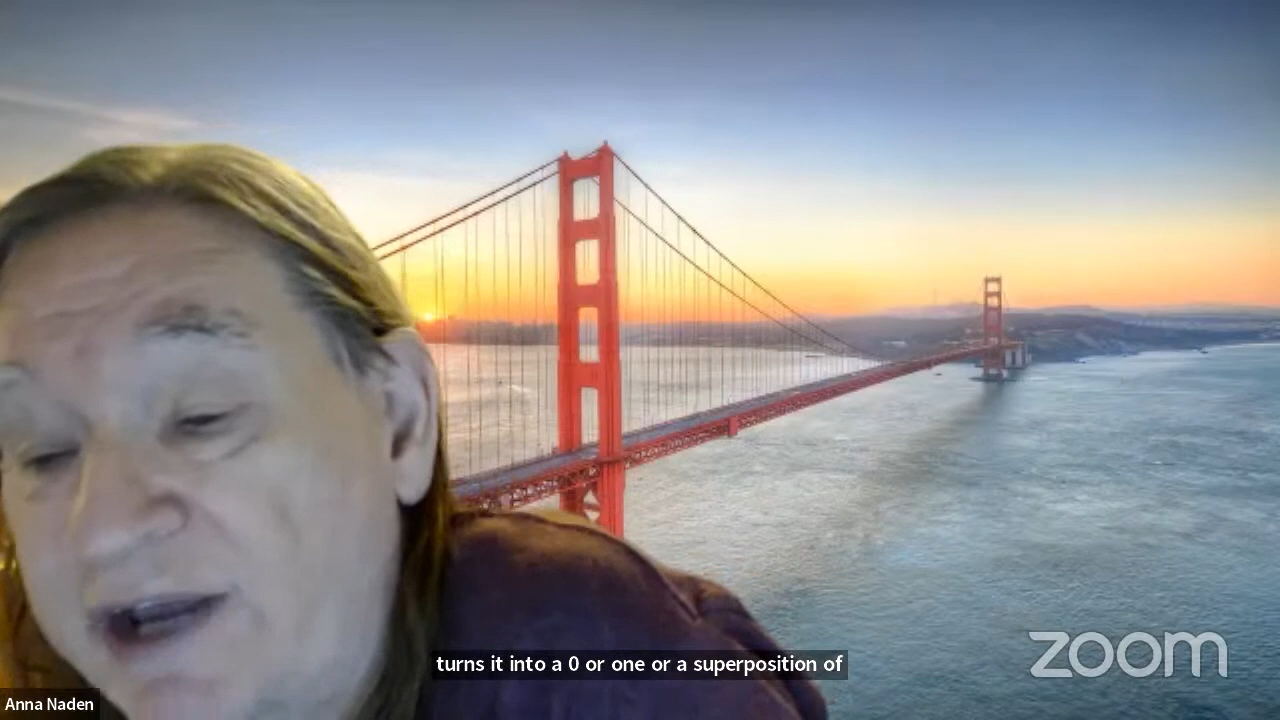 turns it into a 0 or one or a superposition of
zoom
Anna Naden